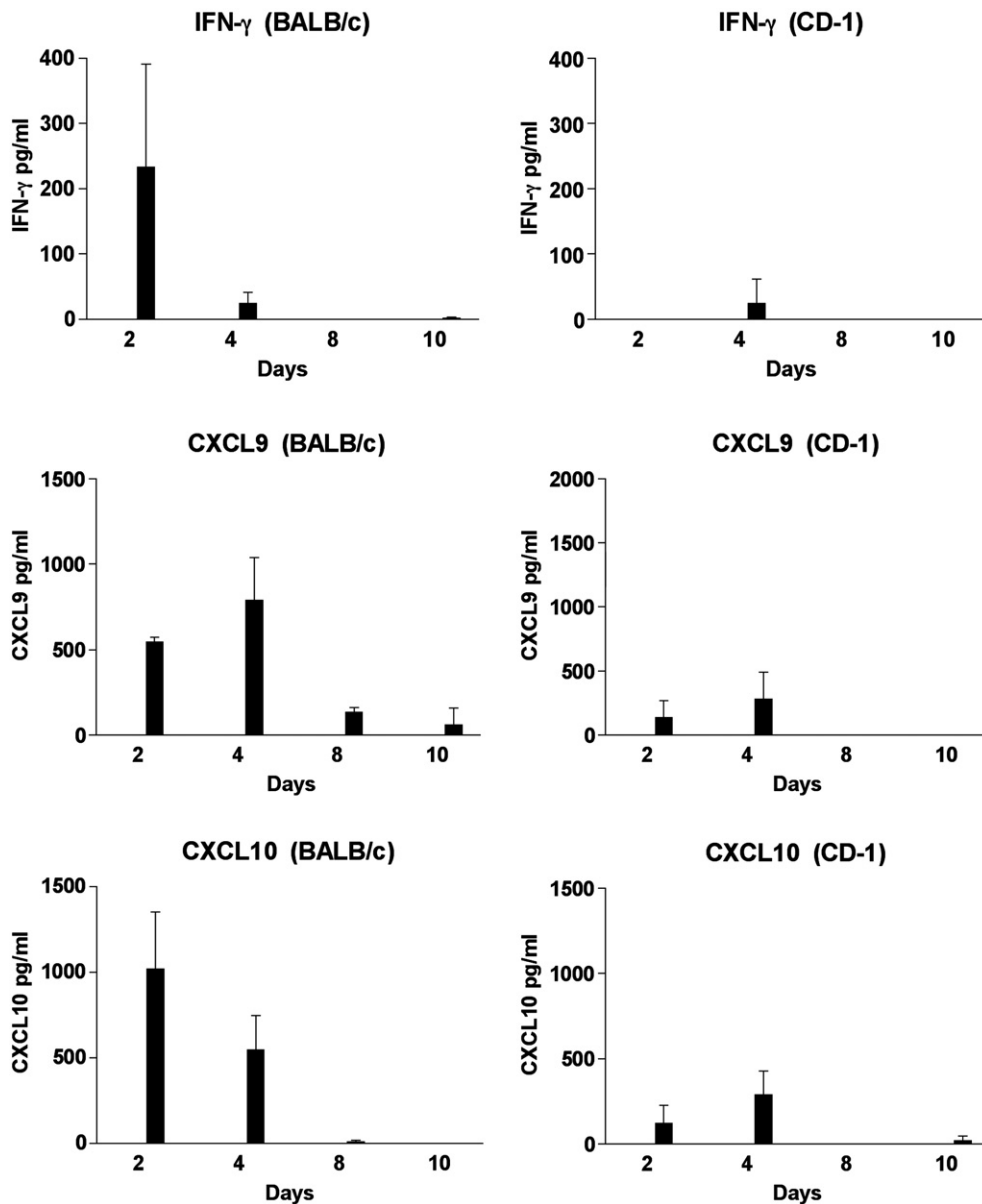 IFN-γ (BALB/c)
IFN-γ pg/ml
400
300
200
100
0
2 4 8 10
Days
IFN-γ (CD-1)
IFN-γ pg/ml
400
300
200
100
0
2 4 8 10
Days
CXCL9 (BALB/c)
CXCL9 pg/ml
1500
1000
500
0
2 4 8 10
Days
CXCL9 (CD-1)
CXCL9 pg/ml
2000
1500
1000
500
0
2 4 8 10
Days
CXCL10 (BALB/c)
CXCL10 pg/ml
1500
1000
500
0
2 4 8 10
Days
CXCL10 (CD-1)
CXCL10 pg/ml
1500
1000
500
0
2 4 8 10
Days